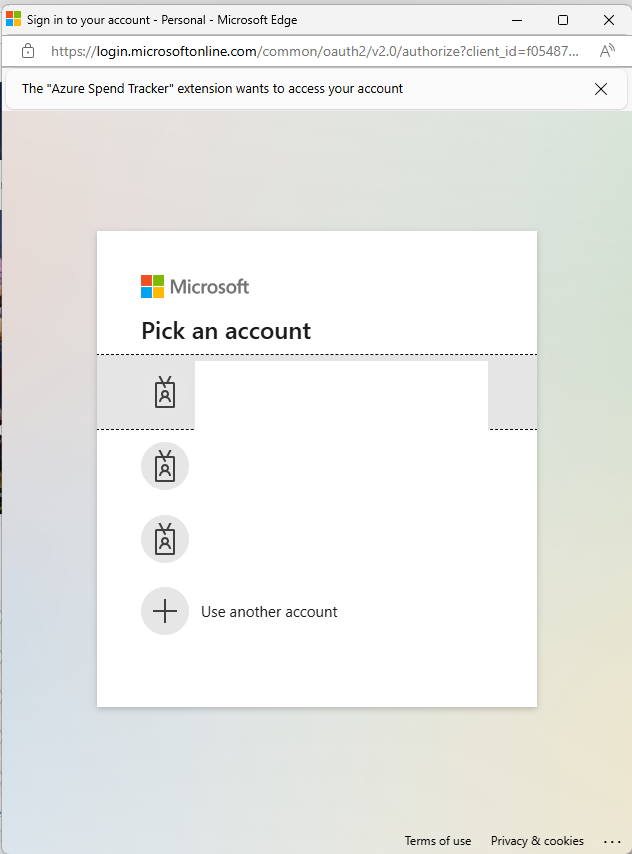 Sign in to your account - Personal - Microsoft Edge
https://login.microsoftonline.com/common/oauth2/v2.0/authorize?client_id=f05487...
The "Azure Spend Tracker" extension wants to access your account
Microsoft
Pick an account
Use another account
Terms of use Privacy & cookies ...